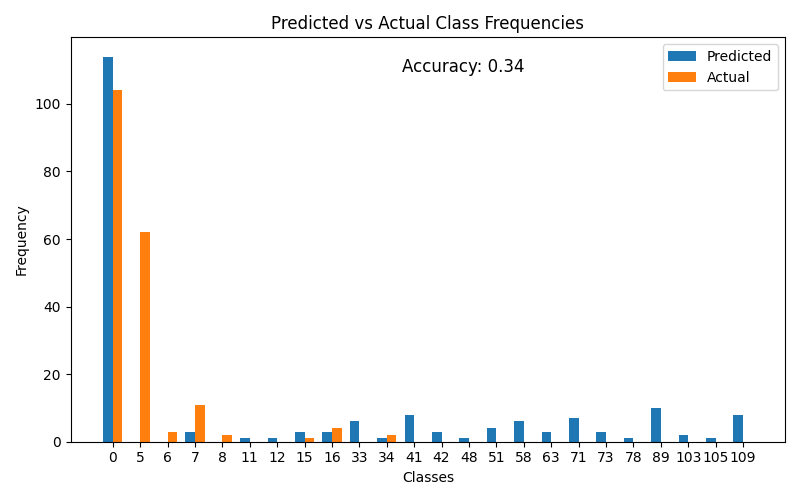 Predicted vs Actual Class Frequencies
Accuracy: 0.34
Predicted
Actual
Frequency
100
80
60
40
20
0
0 5 6 7 8 11 12 15 16 33 34 41 42 48 51 58 63 71 73 78 89 103 105 109
Classes